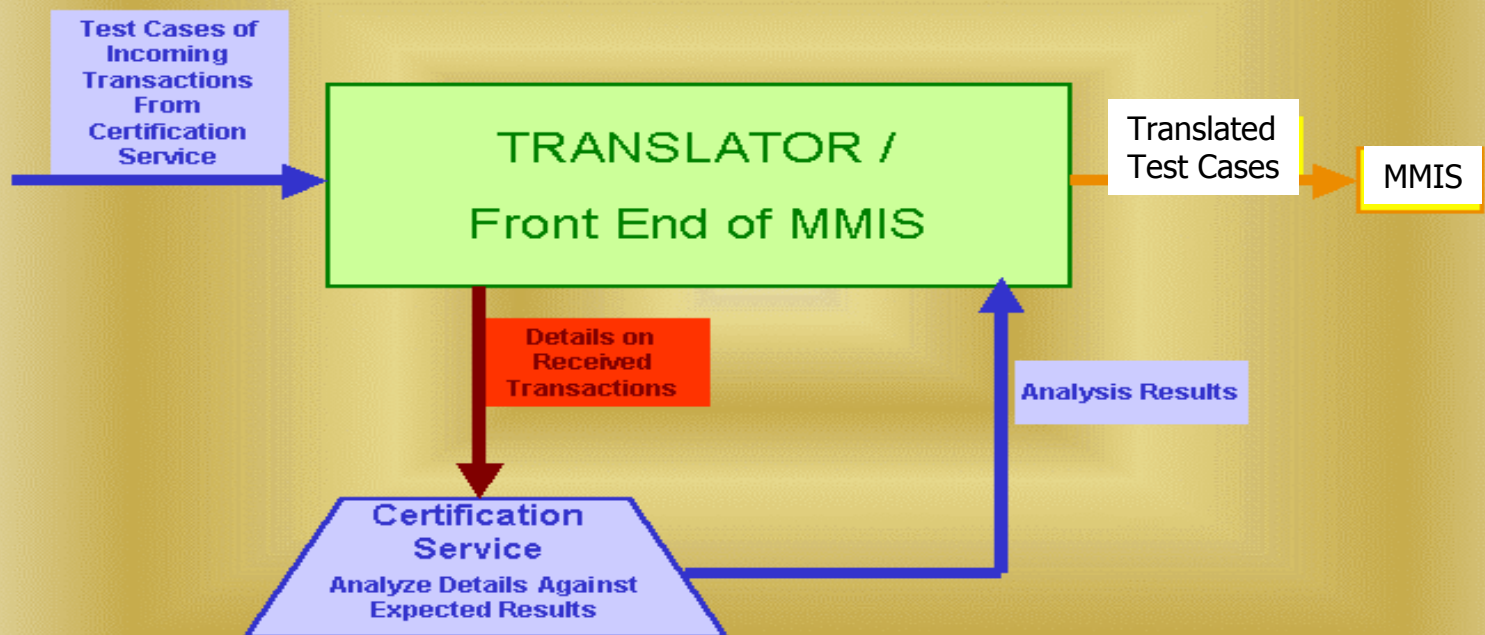 Test Cases of
Incoming
Transactions
From
Certification
Service
TRANSLATOR /
Front End of MMIS
Translated
Test Cases
MMIS
Details on
Received
Transactions
Analysis Results
Certification
Service
Analyze Details Against
Expected Results